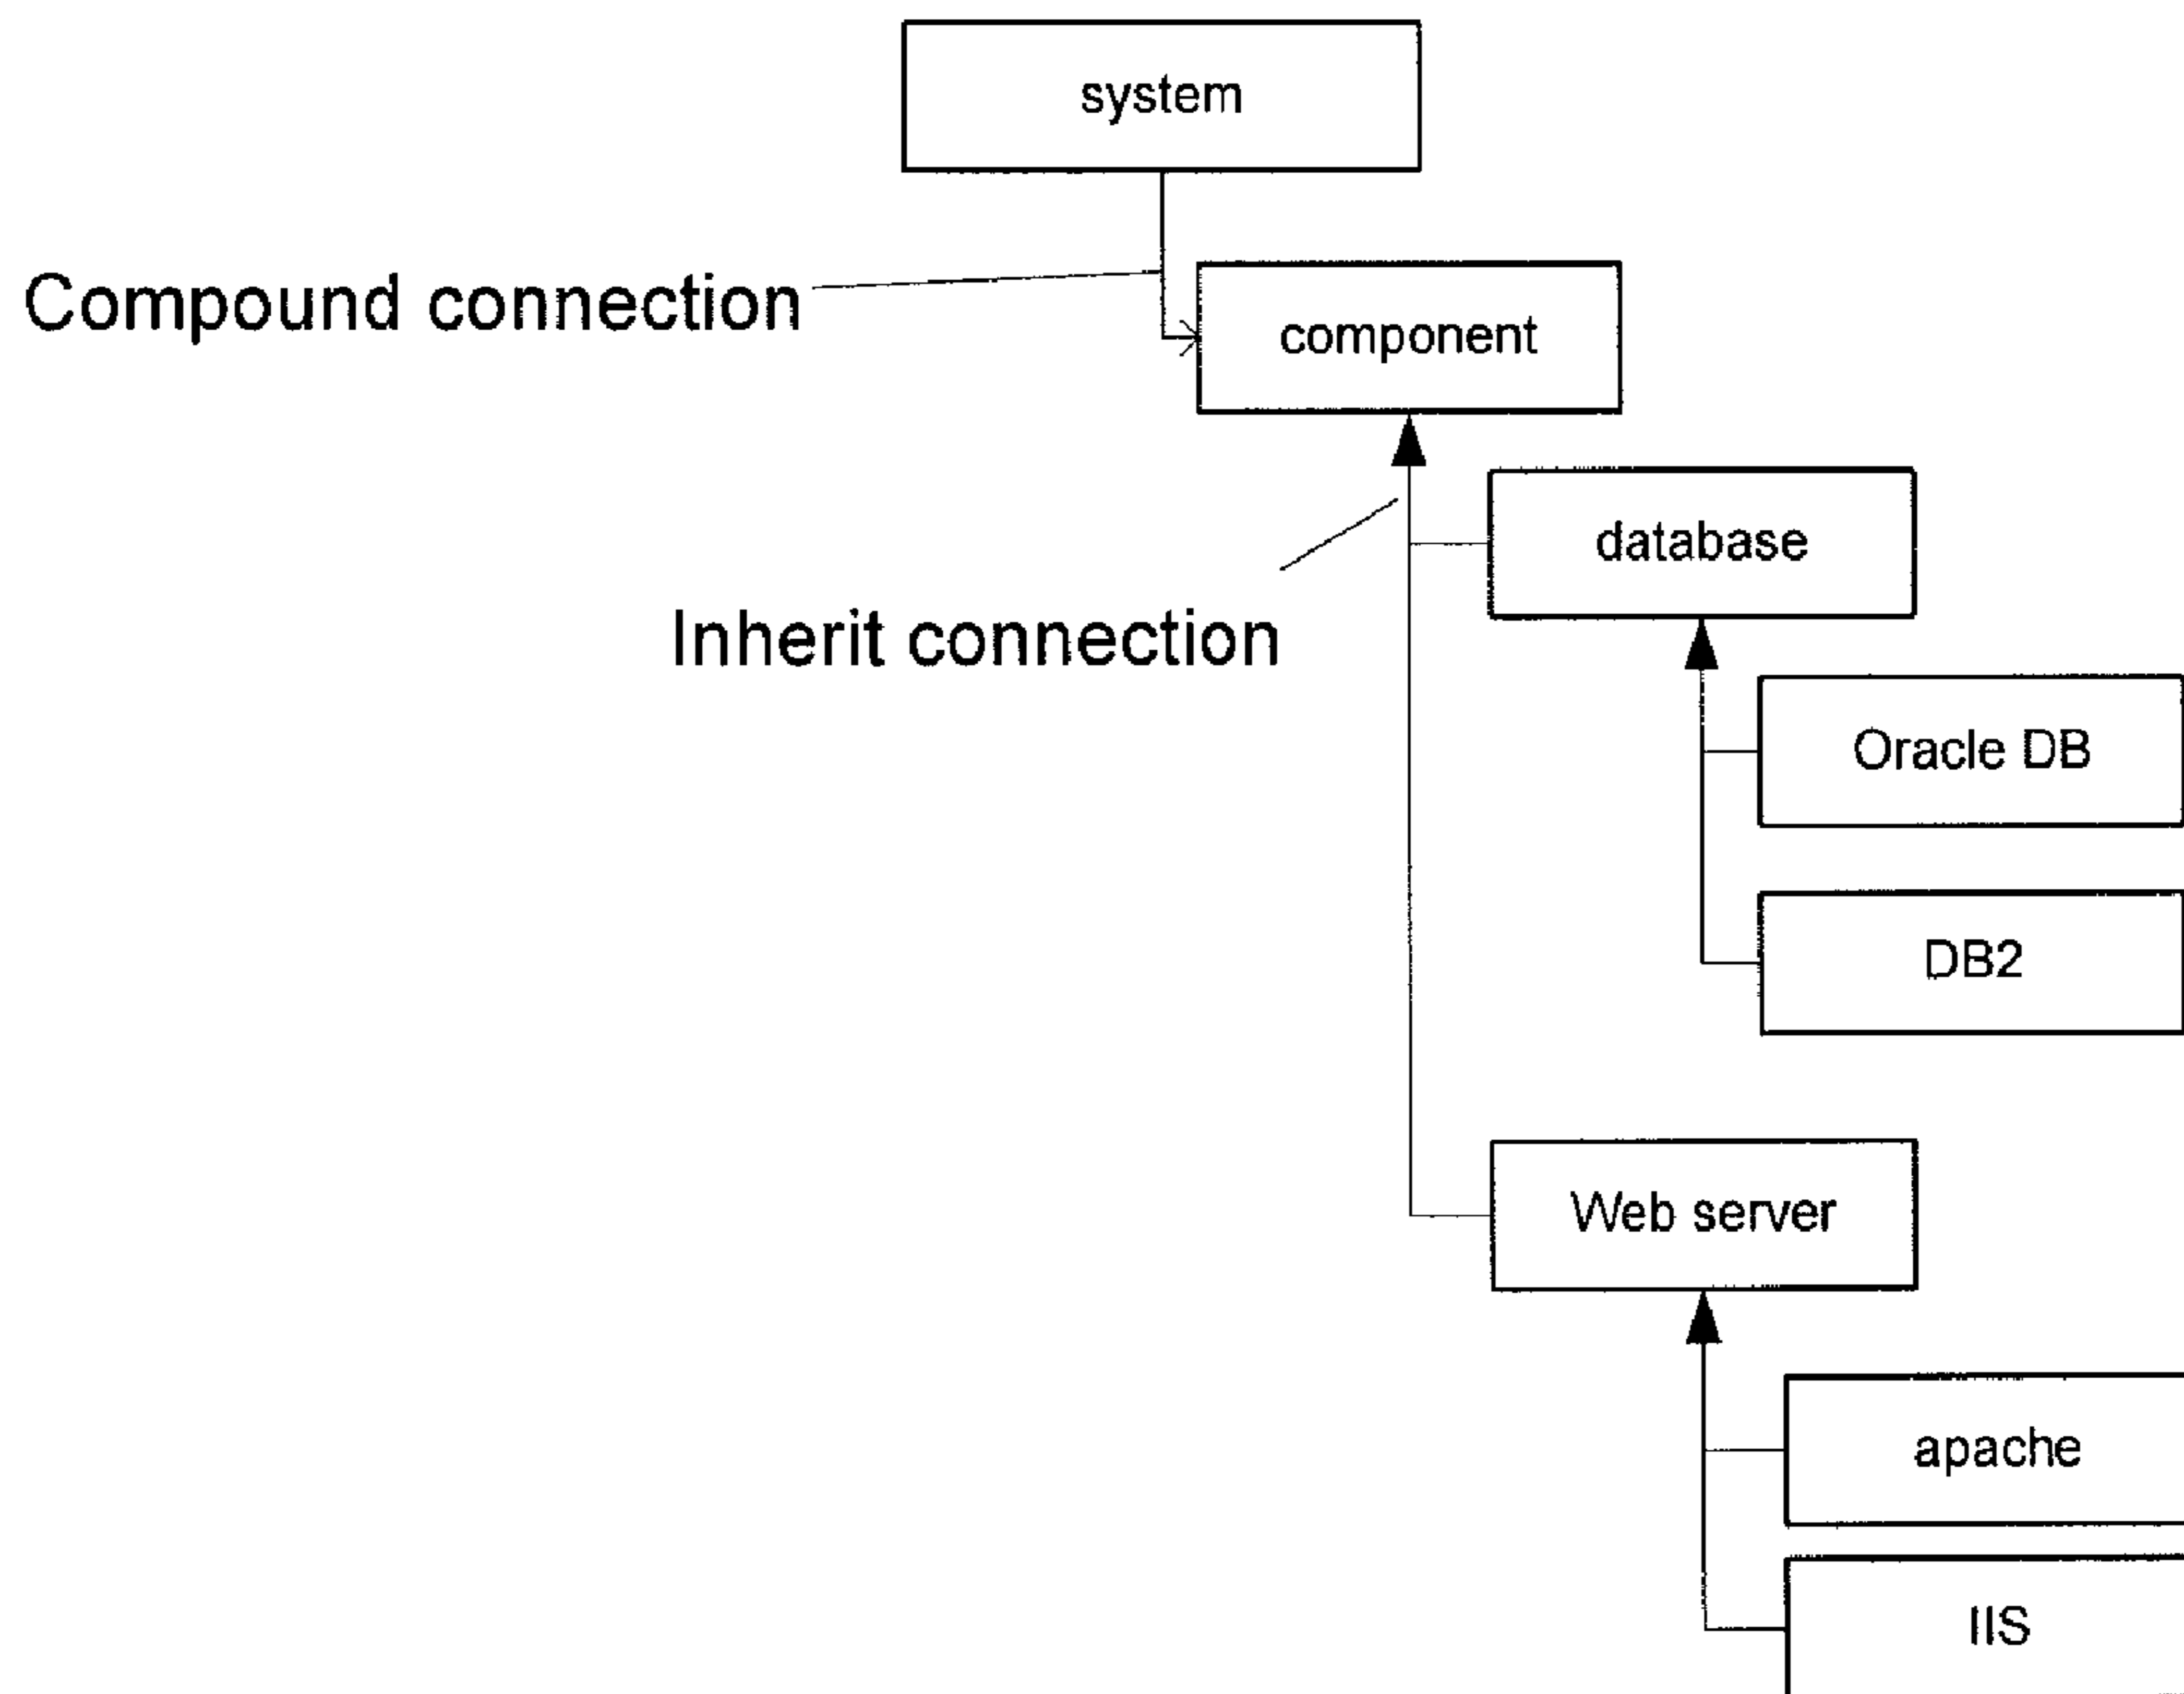 system
Compound connection
component
database
Inherit connection
Oracle DB
DB2
Web server
apache
IIS